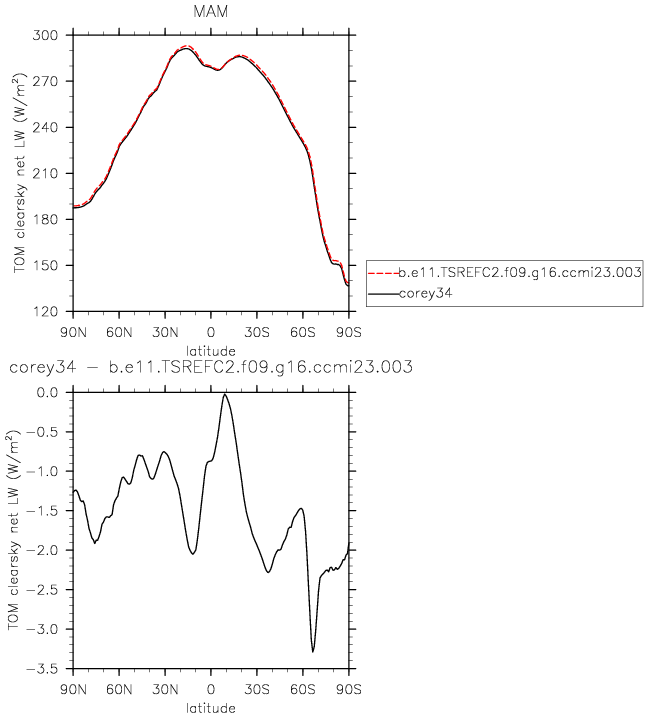 MAM
300
270
240
210
180
150
120
TOM clearsky net LW (W/m²)
90N 60N 30N 0 30S 60S 90S
latitude
b.e11.TSREFC2.f09.g16.ccmi23.003
corey34
corey34 − b.e11.TSREFC2.f09.g16.ccmi23.003
0.0
−0.5
−1.0
−1.5
−2.0
−2.5
−3.0
−3.5
TOM clearsky net LW (W/m²)
90N 60N 30N 0 30S 60S 90S
latitude